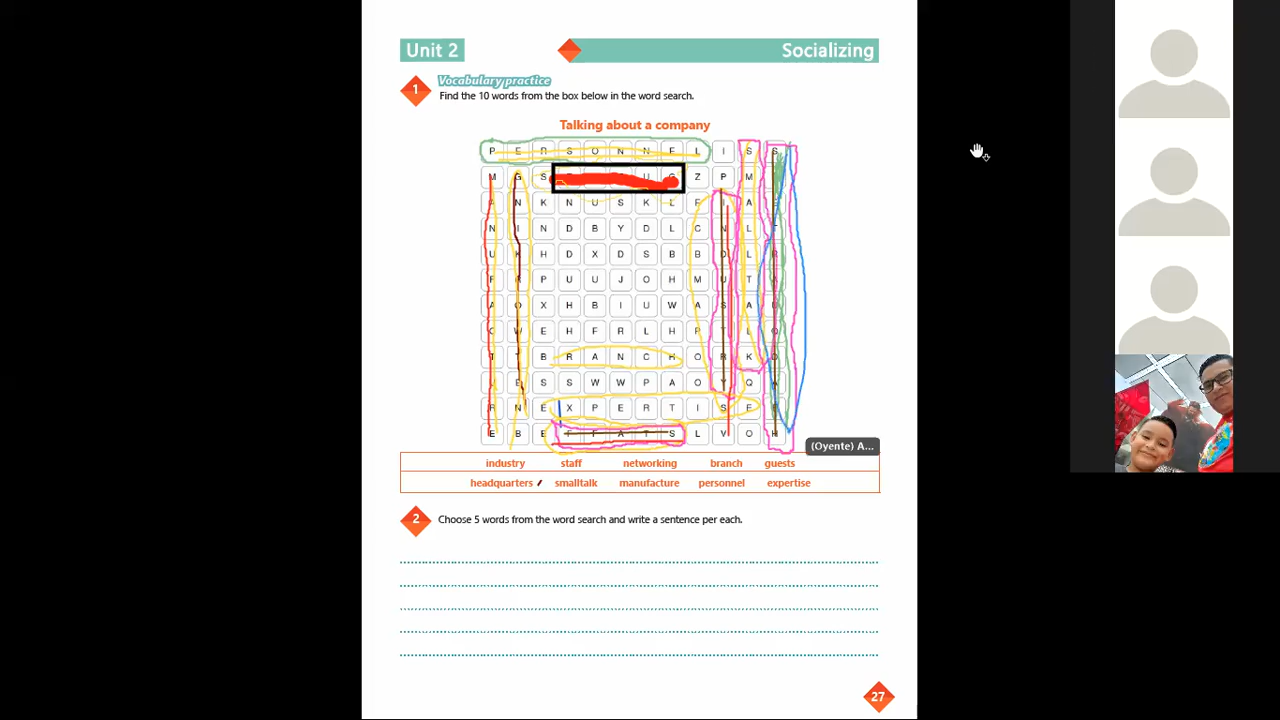 Unit 2
Socializing
1
Vocabulary practice
Find the 10 words from the box below in the word search.
Talking about a company
P E R S O N N E L I S S
M G S U G Z P M
A N K N U S K L F I A E
N I N D B Y D L C N L T
U K H D X D S B B D L R
F R P U U J O H M U T A
A O X H B I U W A S A U
C W E H F R L H P T L Q
T T B R A N C H O R K D
U E S S W W P A O Y Q A
R N E X P E R T I S E E
E B E F F A T S L V O H
(Oyente) A...
industry staff networking branch guests
headquarters smalltalk manufacture personnel expertise
2
Choose 5 words from the word search and write a sentence per each.
27